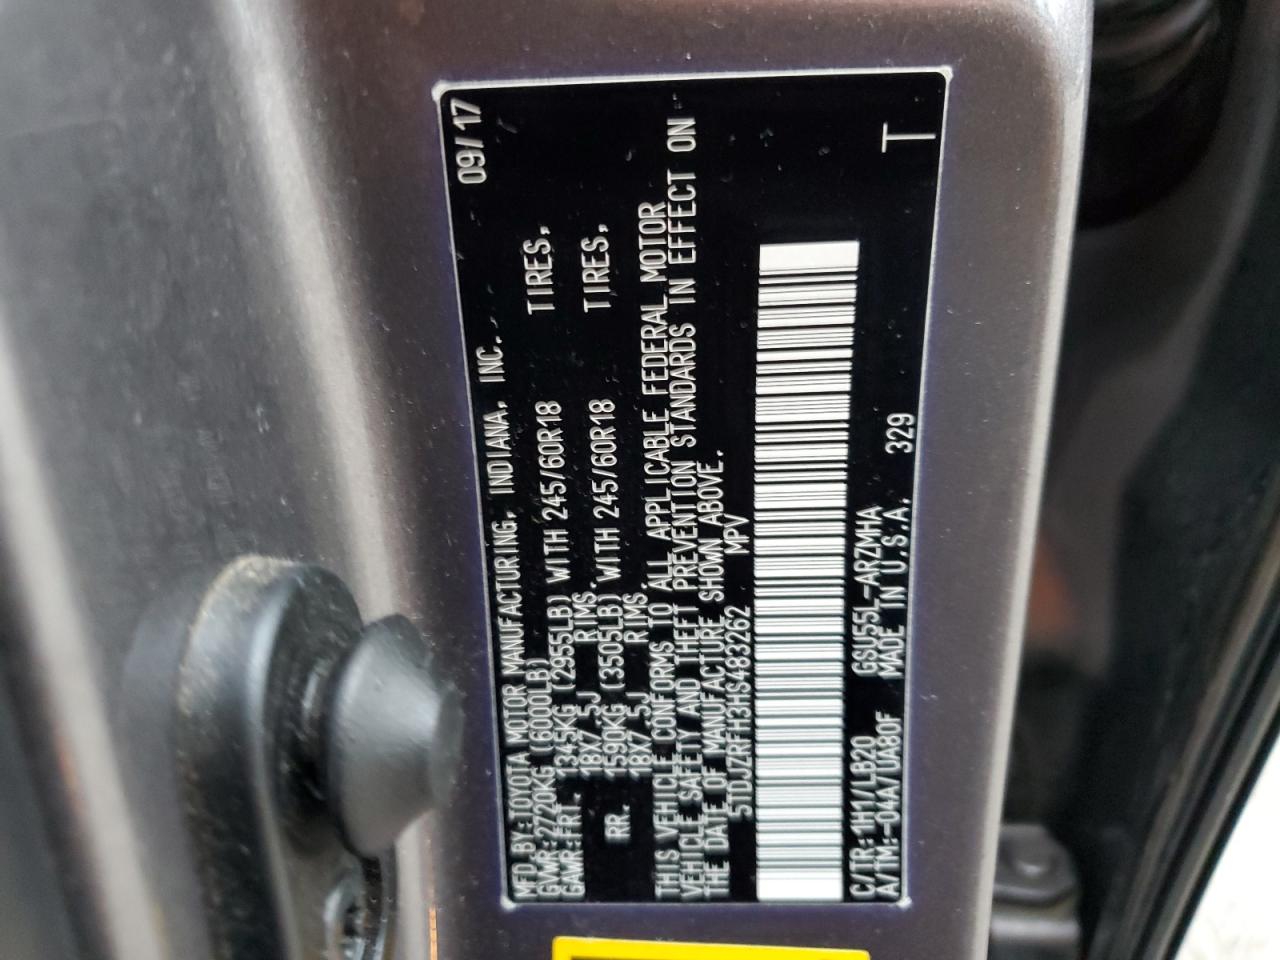 MFD.BY:TOYOTA MOTOR MANUFACTURING, INDIANA, INC. 09/17
GVWR:2720KG (6000LB)
GAWR:FRT. 1345KG (2955LB) WITH 245/60R18 TIRES,
18X7.5J RIMS.
RR. 1590KG (3505LB) WITH 245/60R18 TIRES,
18X7.5J RIMS.
THIS VEHICLE CONFORMS TO ALL APPLICABLE FEDERAL MOTOR
VEHICLE SAFETY AND THEFT PREVENTION STANDARDS IN EFFECT ON
THE DATE OF MANUFACTURE SHOWN ABOVE.
5TDJZRFH3HS483262 MPV
C/TR:1H1/LB20 GSU55L-ARZMHA
A/TM:-04A/UA80F MADE IN U.S.A. 329
T